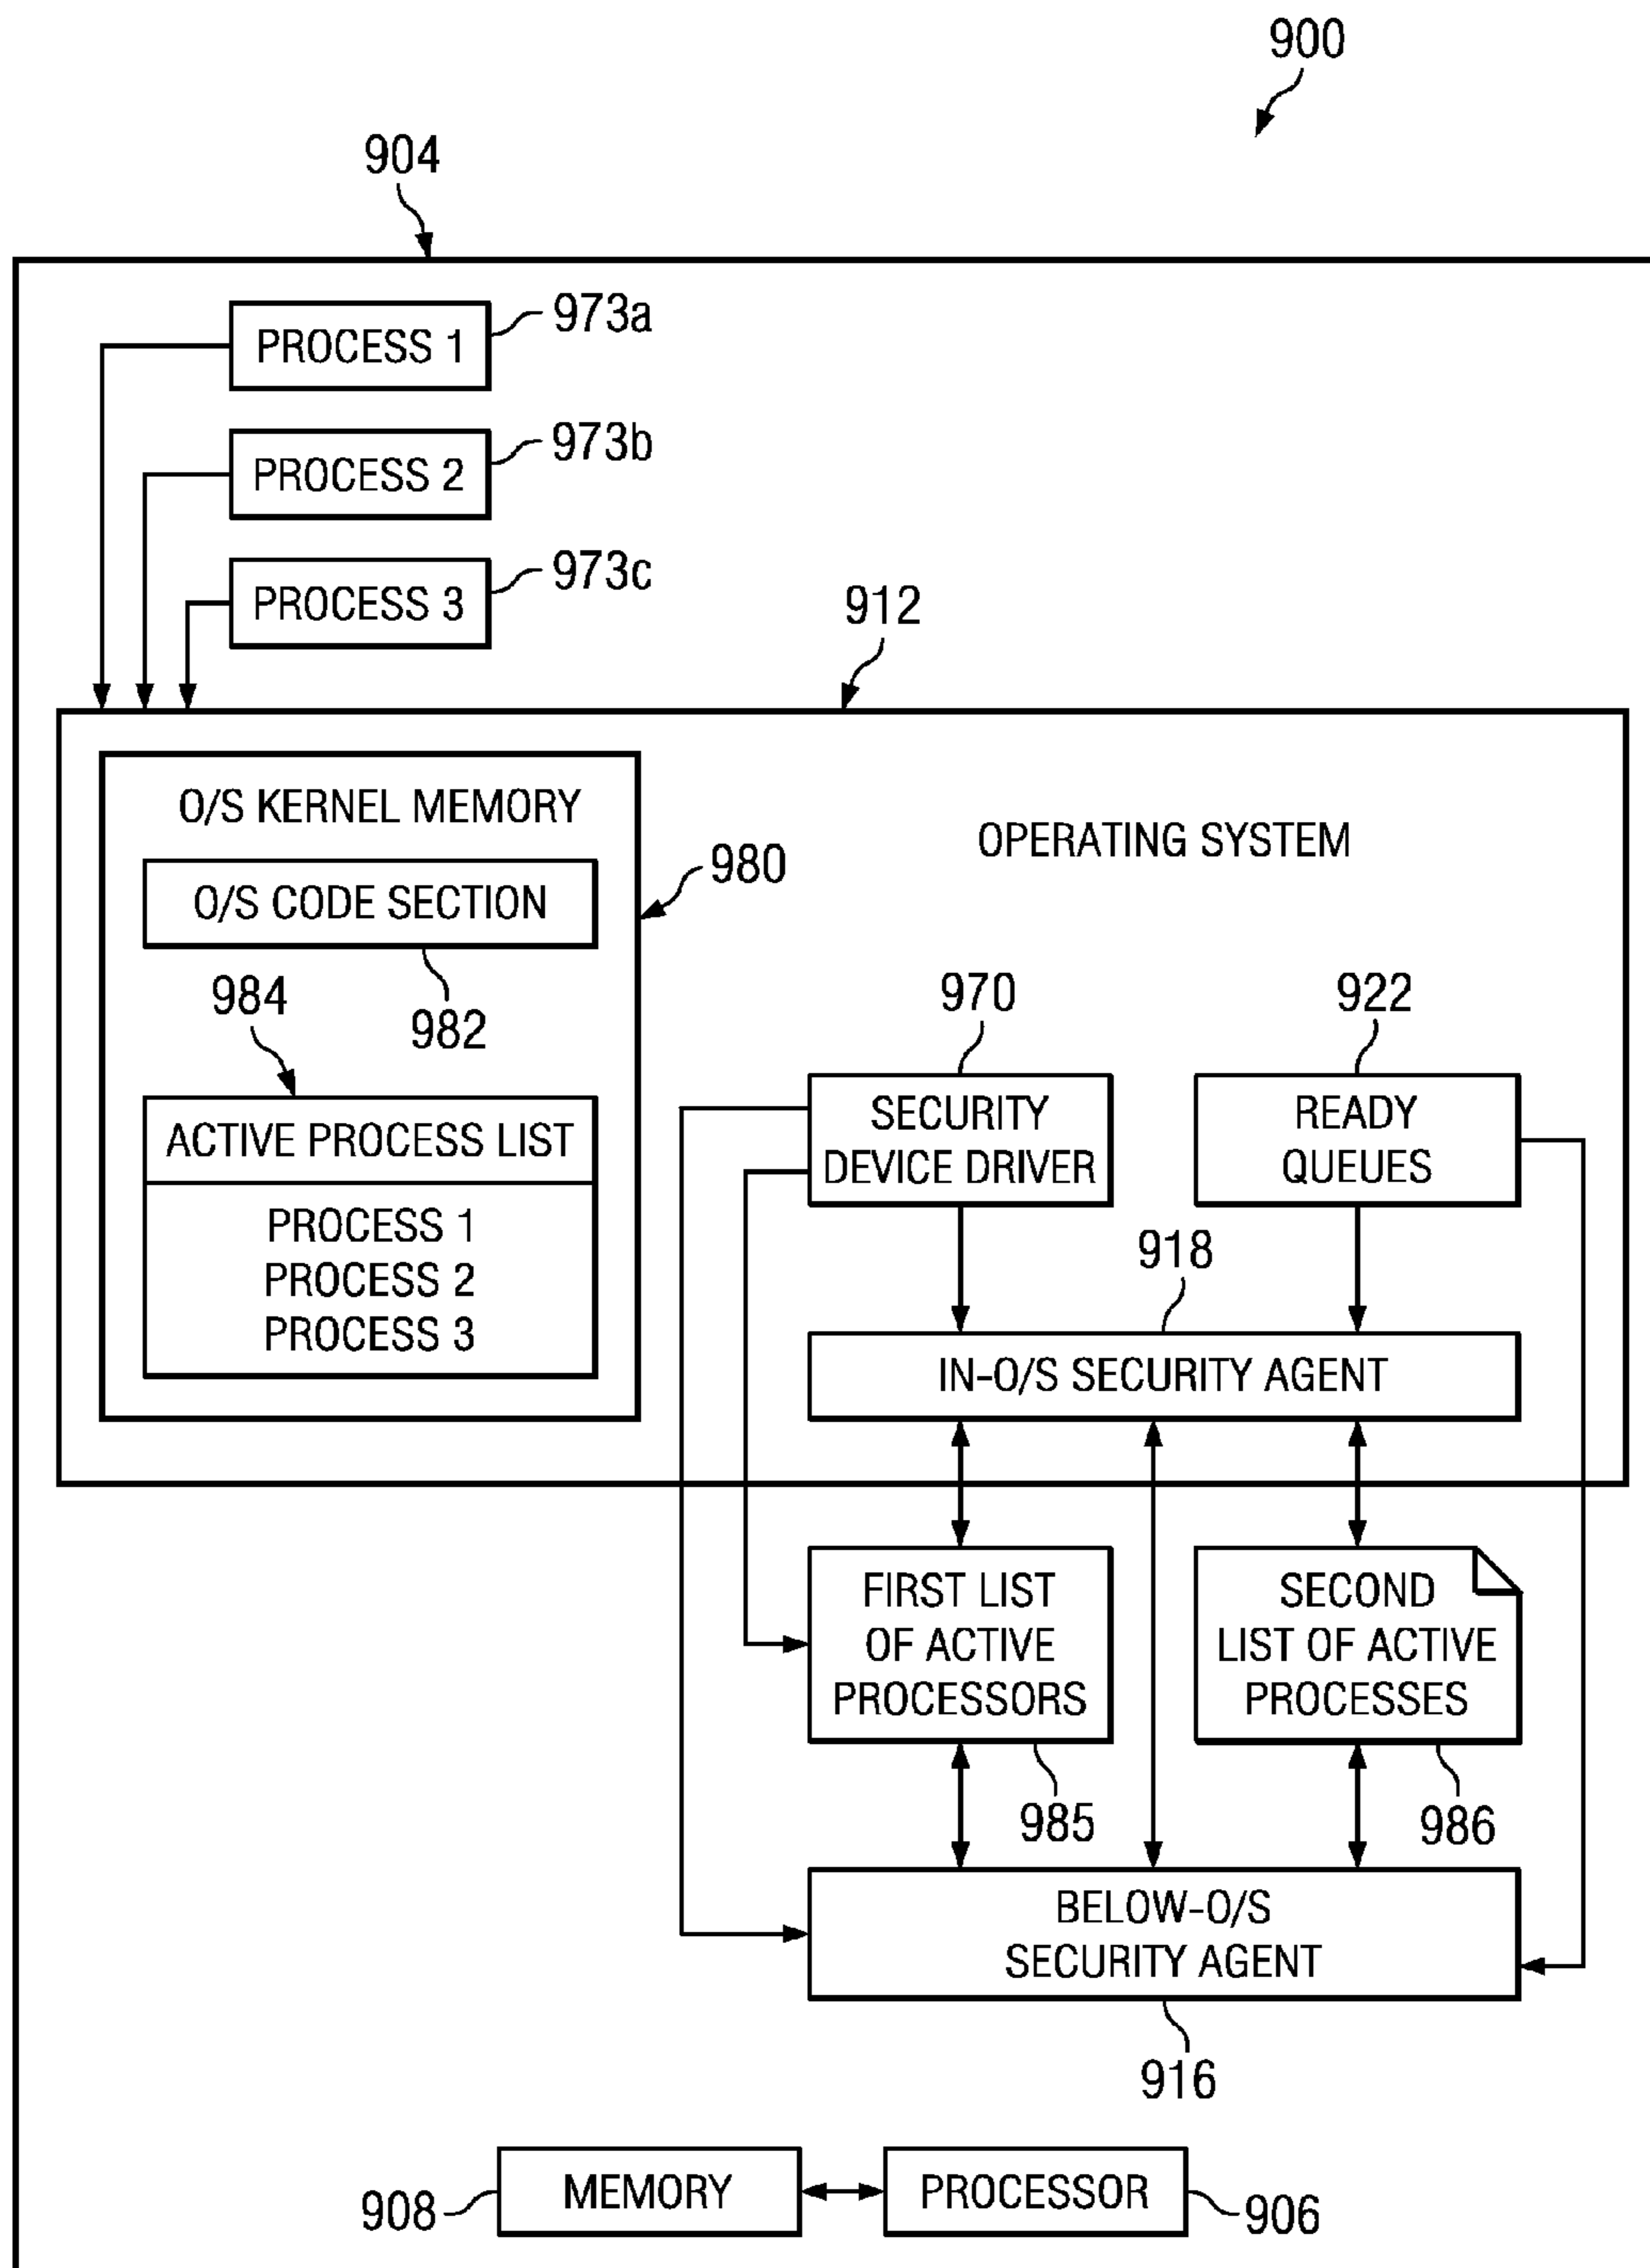 900
904
PROCESS 1
973a
PROCESS 2
973b
PROCESS 3
973c
912
O/S KERNEL MEMORY
OPERATING SYSTEM
980
O/S CODE SECTION
982
984
ACTIVE PROCESS LIST
PROCESS 1
PROCESS 2
PROCESS 3
970
922
SECURITY
DEVICE DRIVER
READY
QUEUES
918
IN-O/S SECURITY AGENT
FIRST LIST
OF ACTIVE
PROCESSORS
985
SECOND
LIST OF ACTIVE
PROCESSES
986
BELOW-O/S
SECURITY AGENT
916
908
MEMORY
PROCESSOR
906